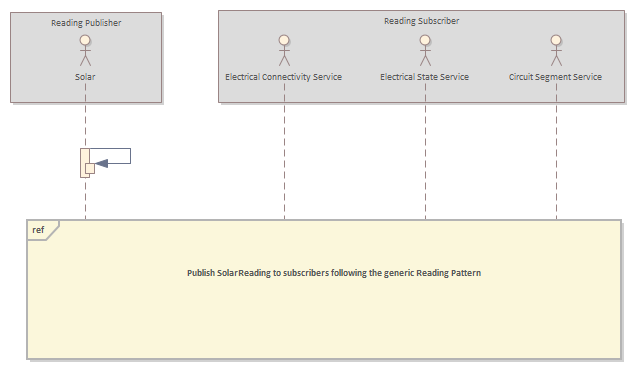 Reading Publisher
Reading Subscriber
Solar
Electrical Connectivity Service
Electrical State Service
Circuit Segment Service
ref
Publish SolarReading to subscribers following the generic Reading Pattern